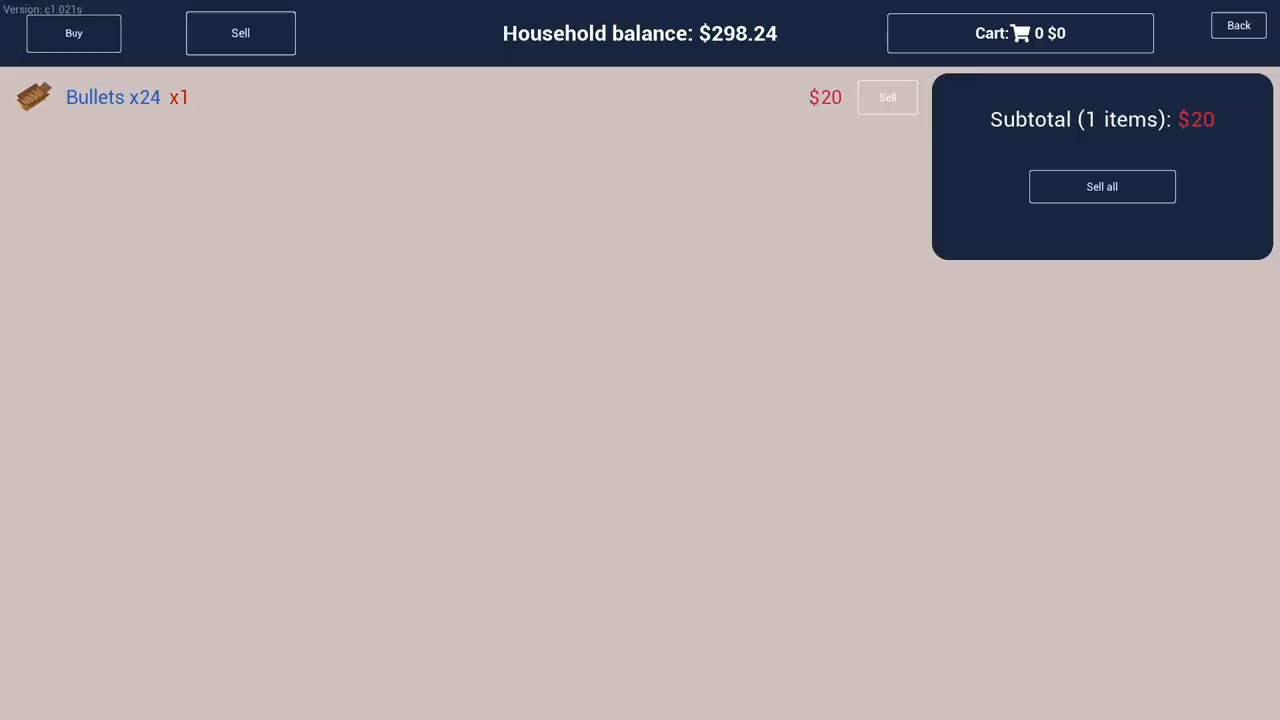 Version: c1.021s
Buy
Sell
Household balance: $298.24
Cart: 0 $0
Back
Bullets x24 x1
$20
Sell
Subtotal (1 items): $20
Sell all